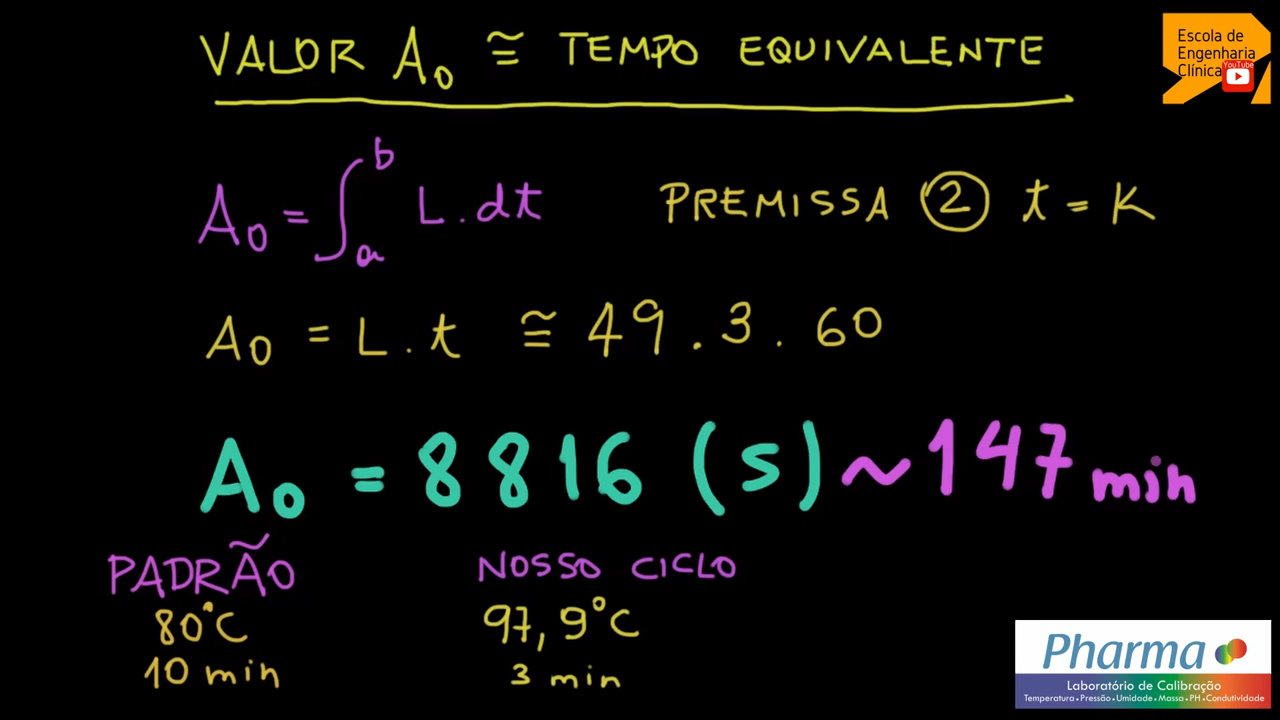 VALOR A₀ ≅ TEMPO EQUIVALENTE
Escola de
Engenharia
Clínica
YouTube
A₀ = ∫ₐᵇ L . dt PREMISSA ② t = K
A₀ = L . t ≅ 49 . 3 . 60
A₀ = 8816 (s) ~ 147 min
PADRÃO
80°C
10 min
NOSSO CICLO
97,9°C
3 min
Pharma
Laboratório de Calibração
Temperatura • Pressão • Umidade • Massa • PH • Condutividade